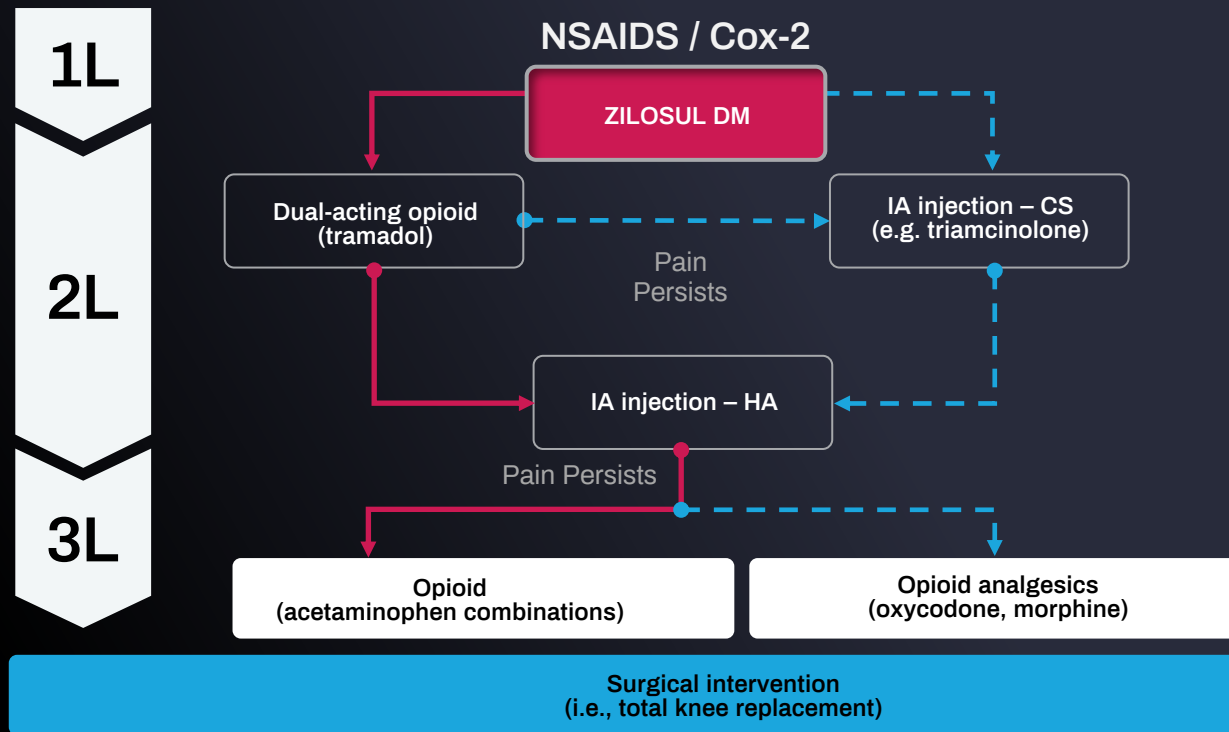 1L
NSAIDS / Cox-2
ZILOSUL DM
2L
Dual-acting opioid
(tramadol)
IA injection – CS
(e.g. triamcinolone)
Pain
Persists
IA injection – HA
Pain Persists
3L
Opioid
(acetaminophen combinations)
Opioid analgesics
(oxycodone, morphine)
Surgical intervention
(i.e., total knee replacement)